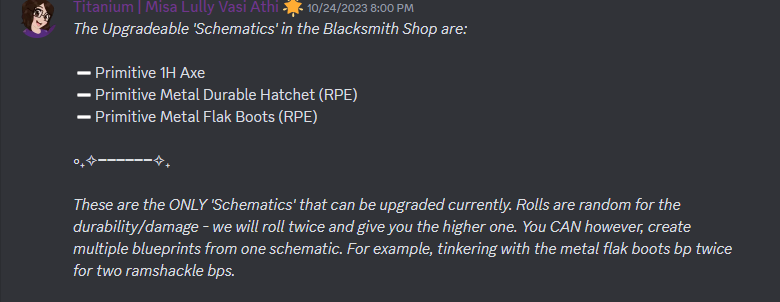 Titanium | Misa Lully Vasi Athi 🌟 10/24/2023 8:00 PM
The Upgradeable 'Schematics' in the Blacksmith Shop are:
➖ Primitive 1H Axe
➖ Primitive Metal Durable Hatchet (RPE)
➖ Primitive Metal Flak Boots (RPE)
∘₊✧──────✧₊
These are the ONLY 'Schematics' that can be upgraded currently. Rolls are random for the
durability/damage - we will roll twice and give you the higher one. You CAN however, create
multiple blueprints from one schematic. For example, tinkering with the metal flak boots bp twice
for two ramshackle bps.